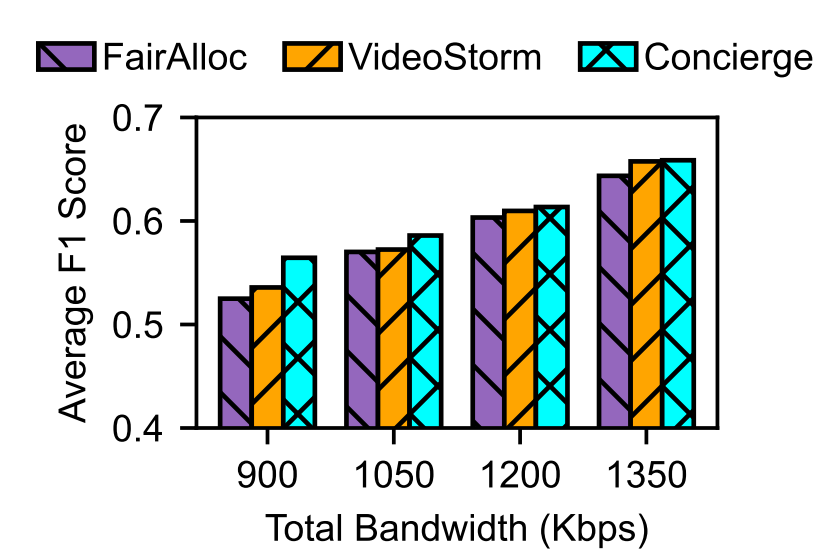 FairAlloc VideoStorm Concierge
0.7
0.6
0.5
0.4
Average F1 Score
900 1050 1200 1350
Total Bandwidth (Kbps)